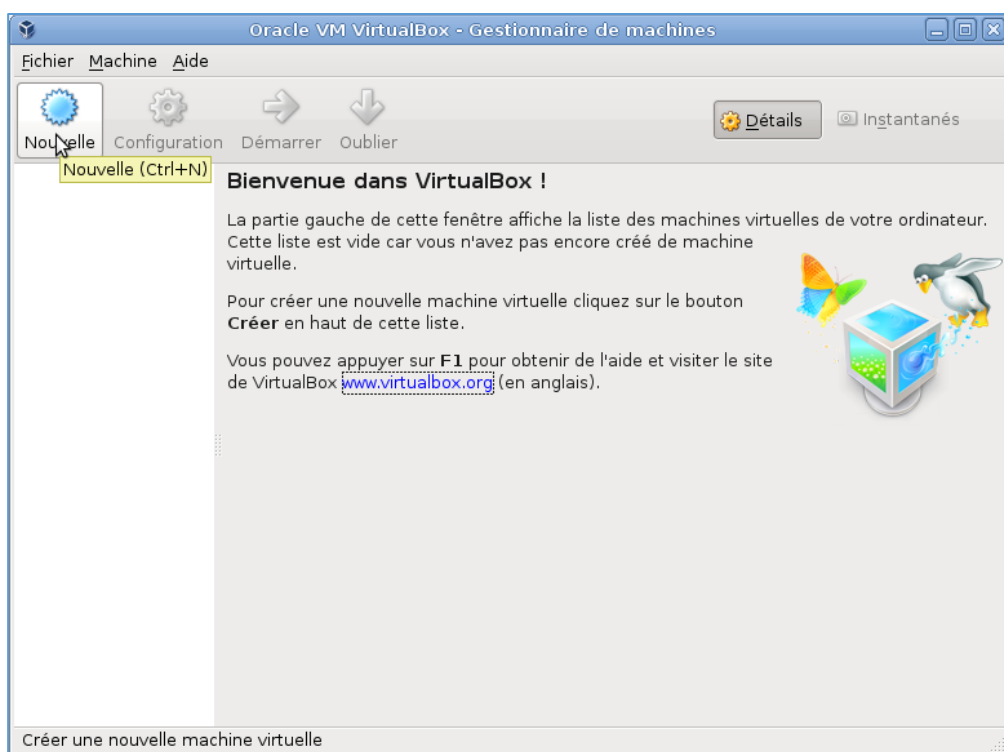 Oracle VM VirtualBox - Gestionnaire de machines
Fichier Machine Aide
Nouvelle Configuration Démarrer Oublier
Détails Instantanés
Nouvelle (Ctrl+N)
Bienvenue dans VirtualBox !
La partie gauche de cette fenêtre affiche la liste des machines virtuelles de votre ordinateur.
Cette liste est vide car vous n'avez pas encore créé de machine
virtuelle.
Pour créer une nouvelle machine virtuelle cliquez sur le bouton
Créer en haut de cette liste.
Vous pouvez appuyer sur F1 pour obtenir de l'aide et visiter le site
de VirtualBox www.virtualbox.org (en anglais).
Créer une nouvelle machine virtuelle